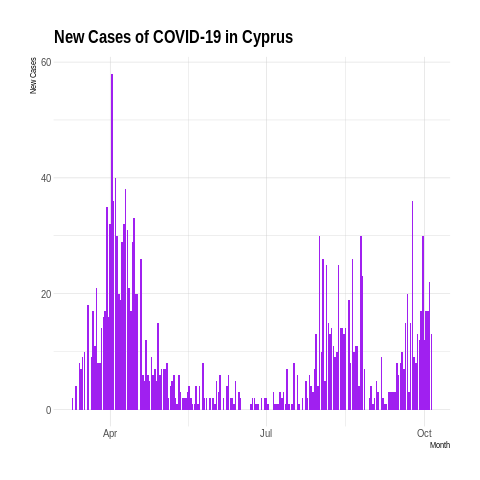 New Cases of COVID-19 in Cyprus
New Cases
60
40
20
0
Apr
Jul
Oct
Month